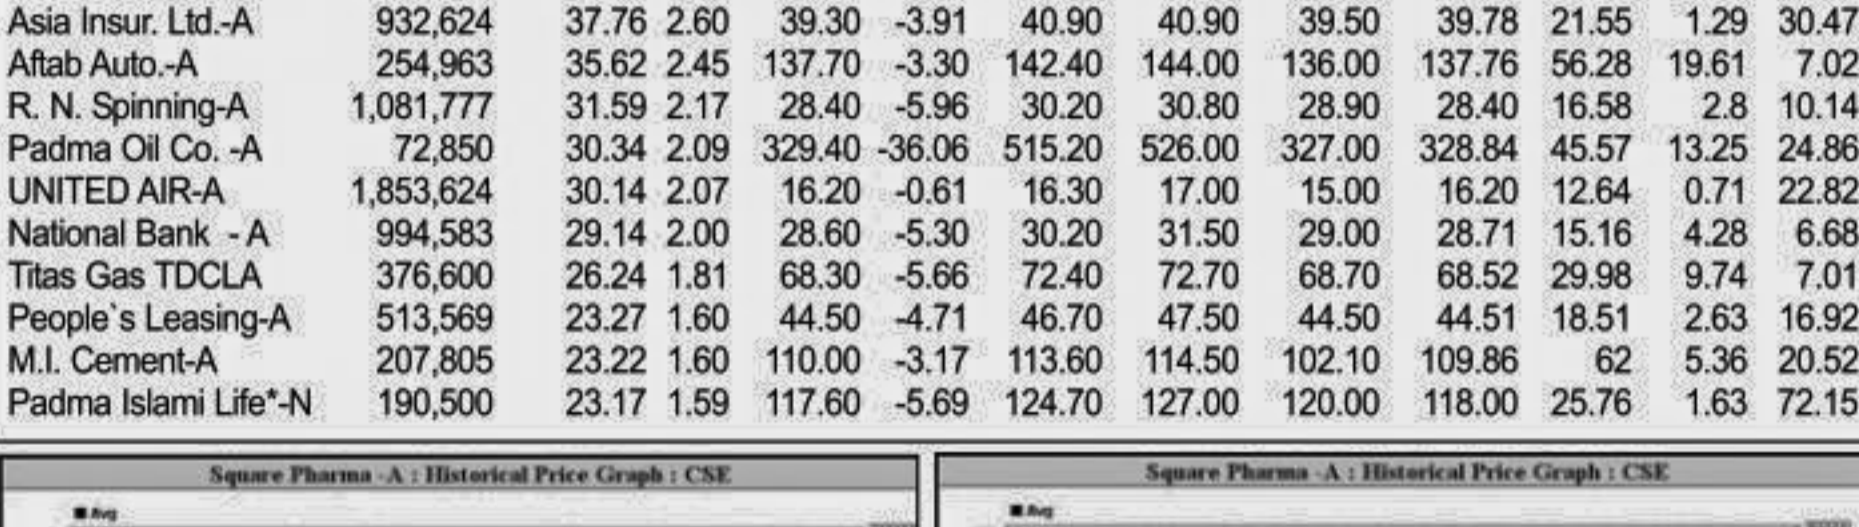 Asia Insur. Ltd.-A 932,624 37.76 2.60 39.30 -3.91 40.90 40.90 39.50 39.78 21.55 1.29 30.47
Aftab Auto.-A 254,963 35.62 2.45 137.70 -3.30 142.40 144.00 136.00 137.76 56.28 19.61 7.02
R. N. Spinning-A 1,081,777 31.59 2.17 28.40 -5.96 30.20 30.80 28.90 28.40 16.58 2.8 10.14
Padma Oil Co. -A 72,850 30.34 2.09 329.40 -36.06 515.20 526.00 327.00 328.84 45.57 13.25 24.86
UNITED AIR-A 1,853,624 30.14 2.07 16.20 -0.61 16.30 17.00 15.00 16.20 12.64 0.71 22.82
National Bank - A 994,583 29.14 2.00 28.60 -5.30 30.20 31.50 29.00 28.71 15.16 4.28 6.68
Titas Gas TDCLA 376,600 26.24 1.81 68.30 -5.66 72.40 72.70 68.70 68.52 29.98 9.74 7.01
People`s Leasing-A 513,569 23.27 1.60 44.50 -4.71 46.70 47.50 44.50 44.51 18.51 2.63 16.92
M.I. Cement-A 207,805 23.22 1.60 110.00 -3.17 113.60 114.50 102.10 109.86 62 5.36 20.52
Padma Islami Life*-N 190,500 23.17 1.59 117.60 -5.69 124.70 127.00 120.00 118.00 25.76 1.63 72.15
Square Pharma -A : Historical Price Graph : CSE
Avg
Square Pharma -A : Historical Price Graph : CSE
Avg